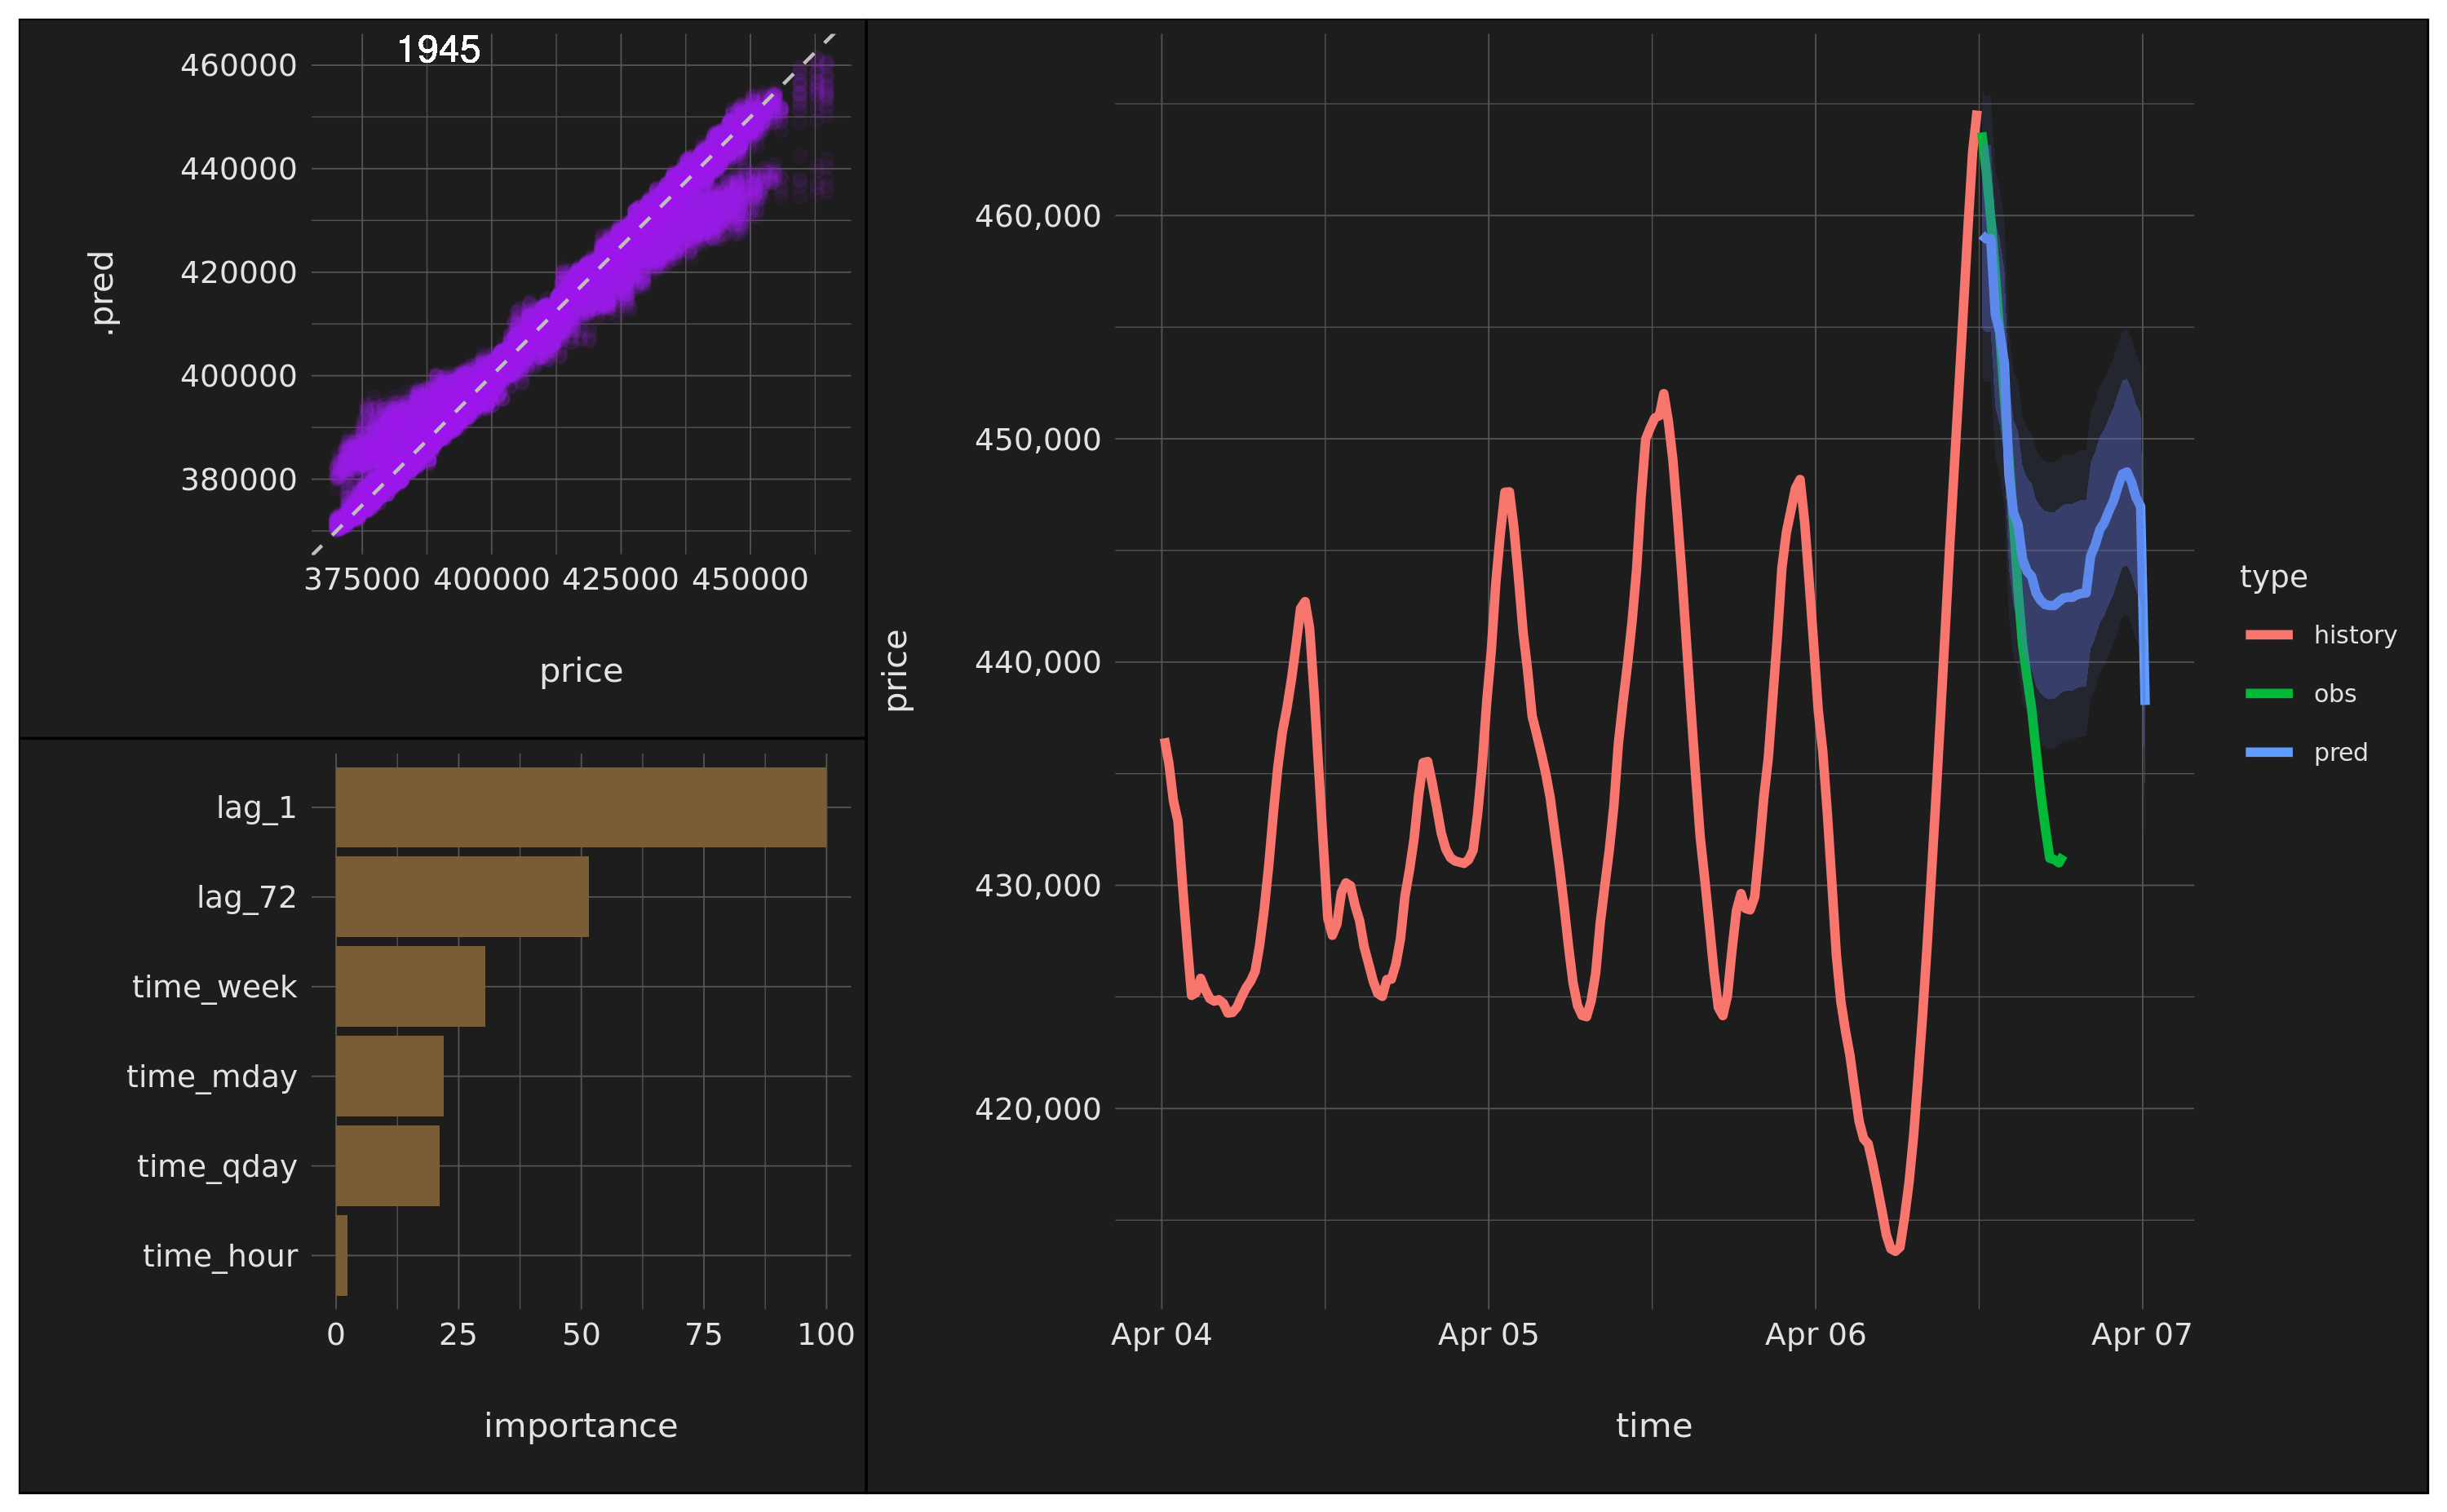 1945
460000
440000
420000
400000
380000
.pred
375000 400000 425000 450000
price
lag_1
lag_72
time_week
time_mday
time_qday
time_hour
0 25 50 75 100
importance
460,000
450,000
440,000
430,000
420,000
price
Apr 04 Apr 05 Apr 06 Apr 07
time
type
history
obs
pred